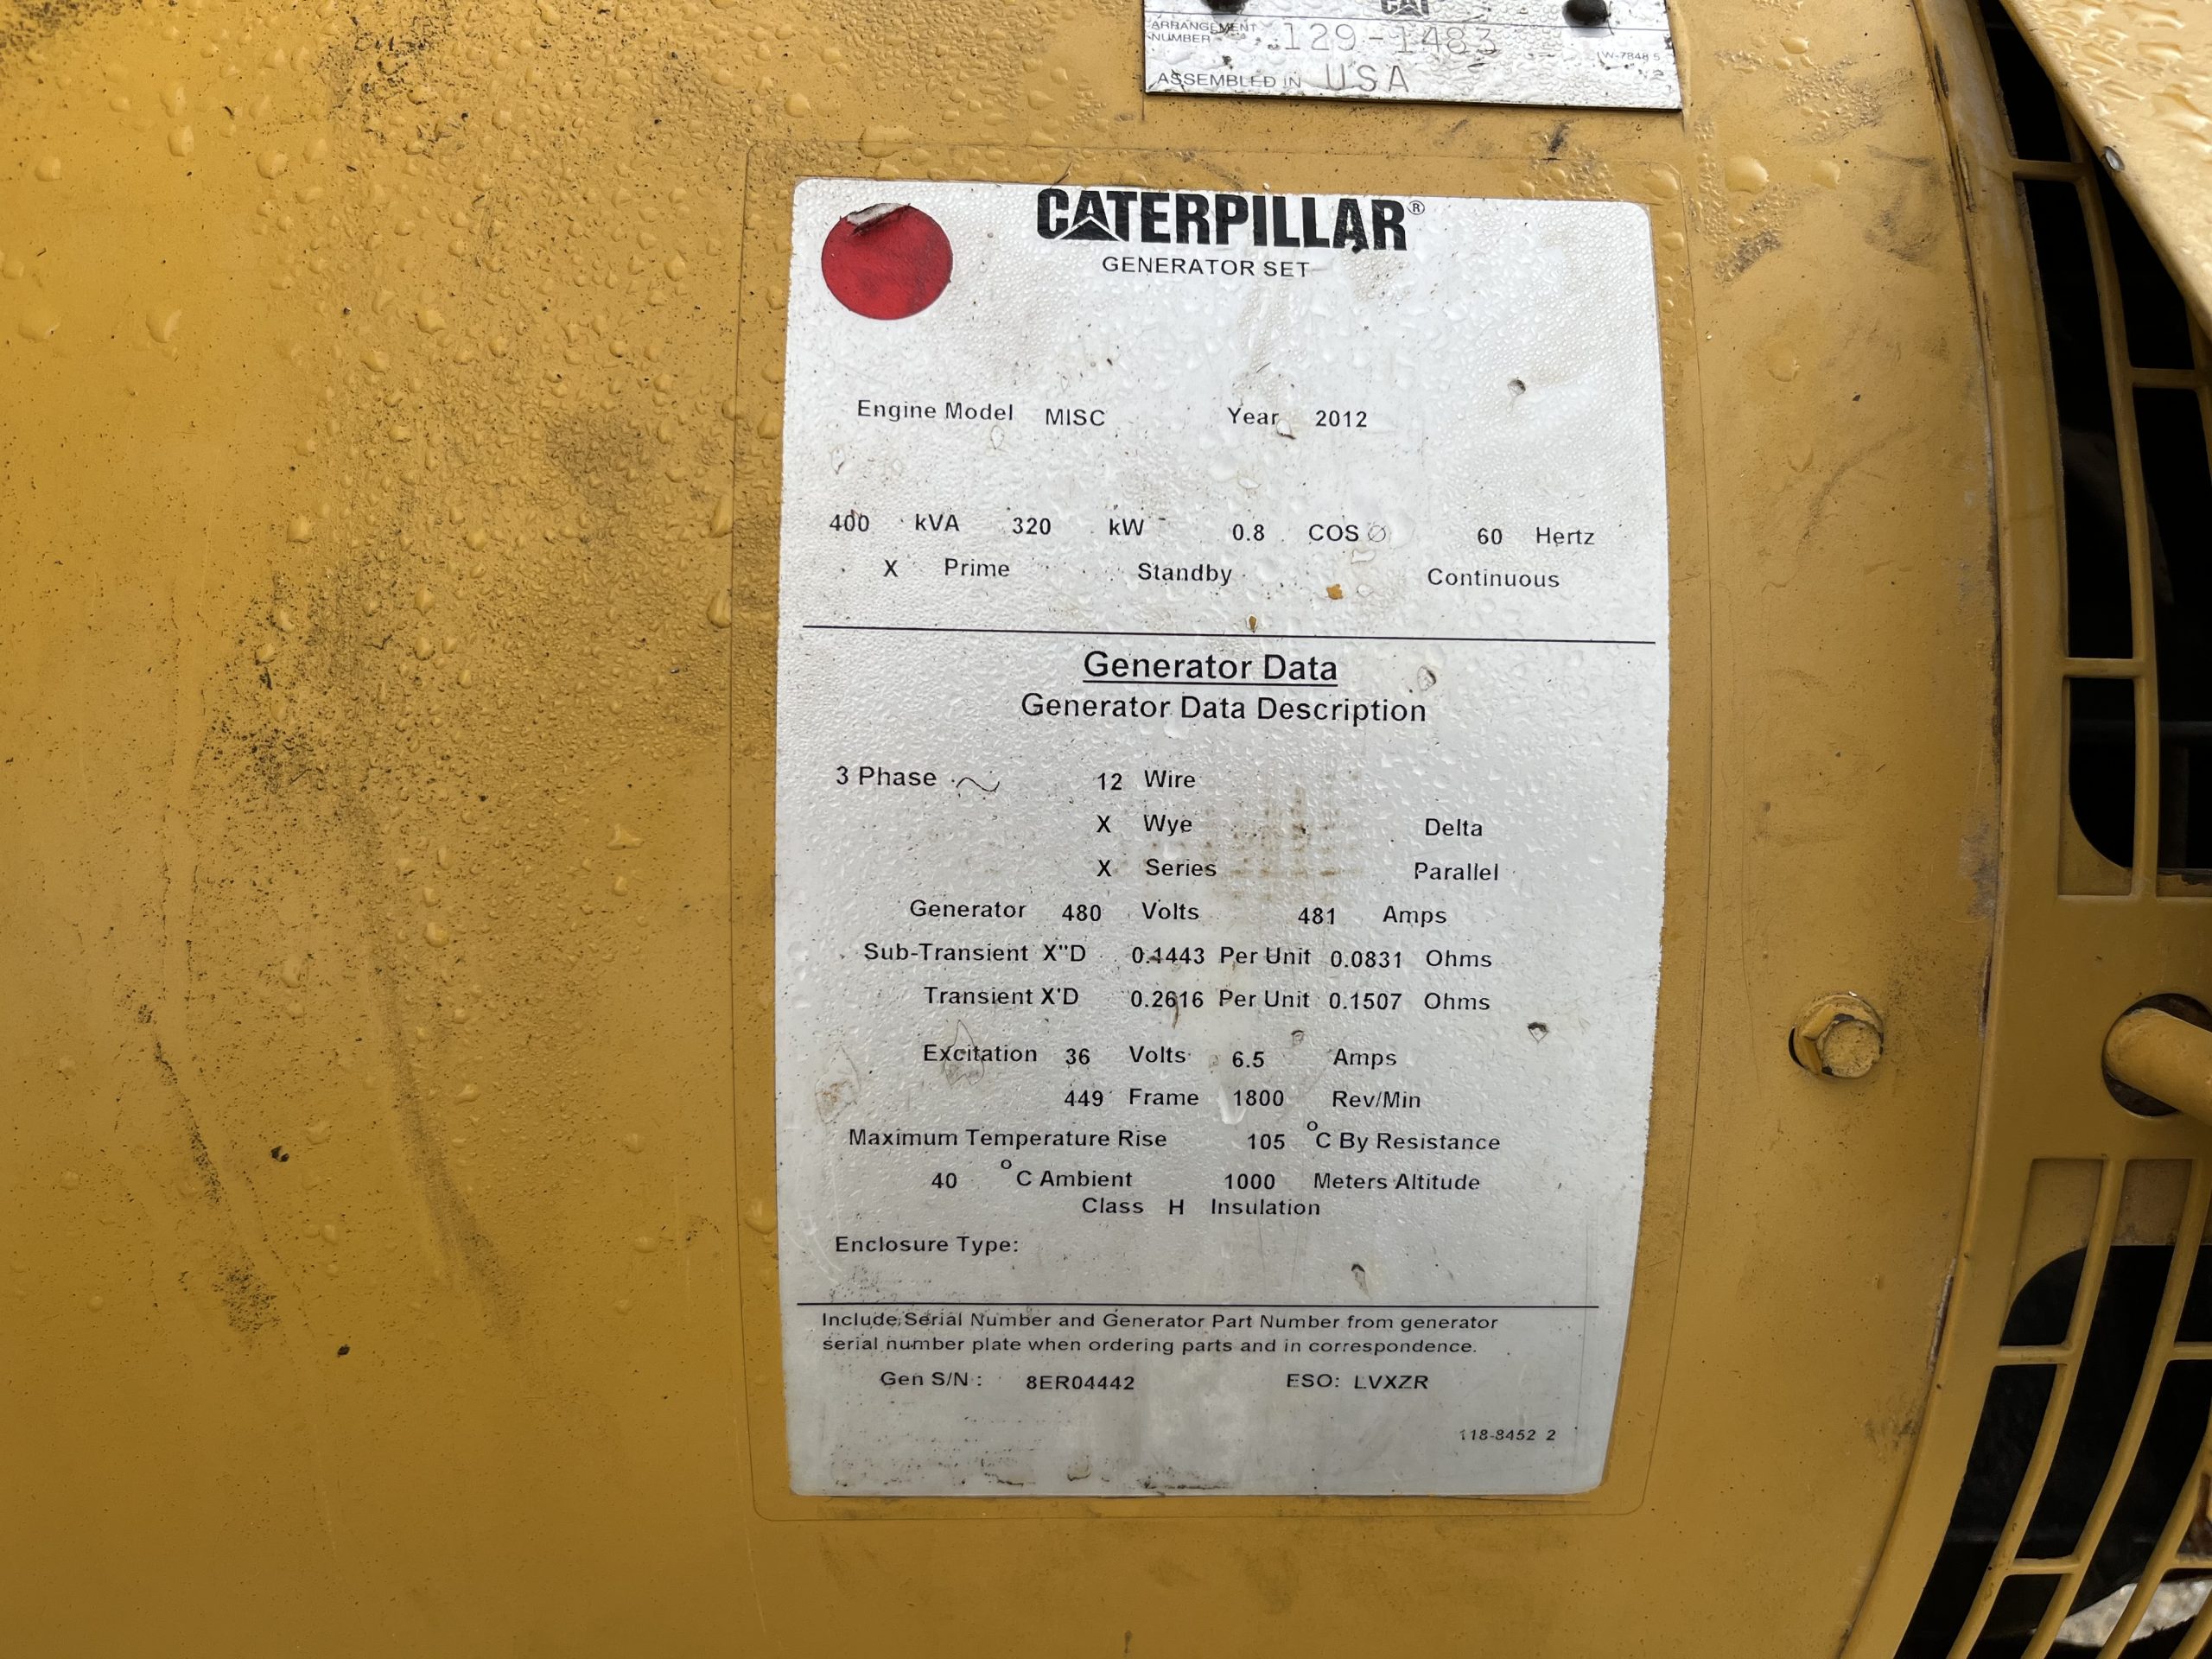 CAT
ARRANGEMENT
NUMBER 129-1483
ASSEMBLED IN USA
CATERPILLAR®
GENERATOR SET
Engine Model MISC Year 2012
400 kVA 320 kW 0.8 COS Ø 60 Hertz
X Prime Standby Continuous
Generator Data
Generator Data Description
3 Phase ~ 12 Wire
X Wye Delta
X Series Parallel
Generator 480 Volts 481 Amps
Sub-Transient X"D 0.1443 Per Unit 0.0831 Ohms
Transient X'D 0.2616 Per Unit 0.1507 Ohms
Excitation 36 Volts 6.5 Amps
449 Frame 1800 Rev/Min
Maximum Temperature Rise 105 °C By Resistance
40 °C Ambient 1000 Meters Altitude
Class H Insulation
Enclosure Type:
Include Serial Number and Generator Part Number from generator
serial number plate when ordering parts and in correspondence.
Gen S/N : 8ER04442 ESO: LVXZR
118-8452 2